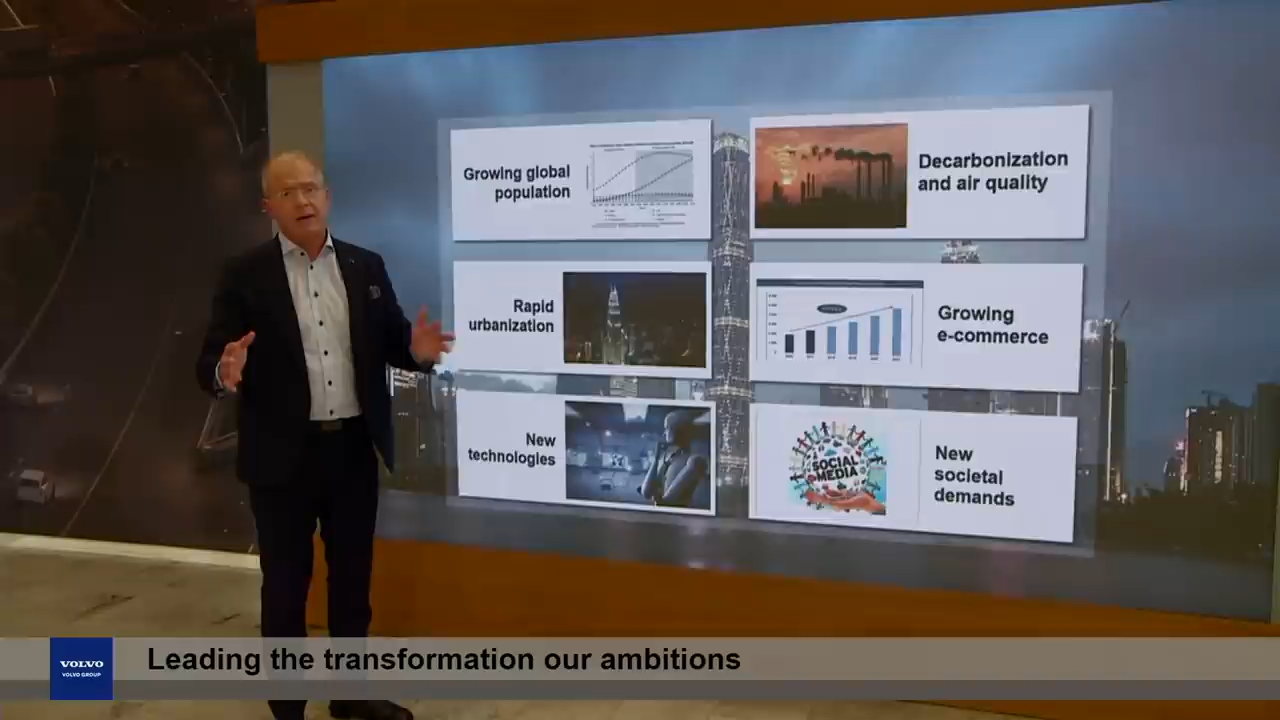 Growing global
population
Decarbonization
and air quality
Rapid
urbanization
Growing
e-commerce
New
technologies
SOCIAL
MEDIA
New
societal
demands
VOLVO
VOLVO GROUP
Leading the transformation our ambitions